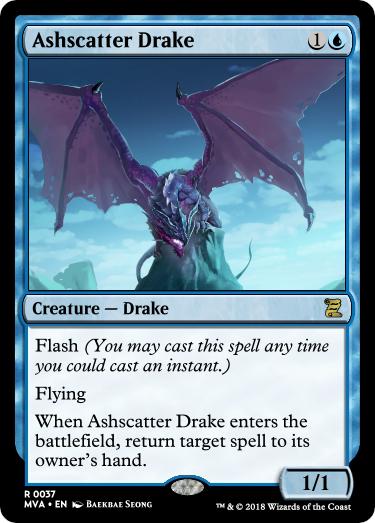 Ashscatter Drake 1
Creature — Drake
Flash (You may cast this spell any time
you could cast an instant.)
Flying
When Ashscatter Drake enters the
battlefield, return target spell to its
owner's hand.
1/1
R 0037
MVA • EN Baekbae Seong
™ & © 2018 Wizards of the Coast